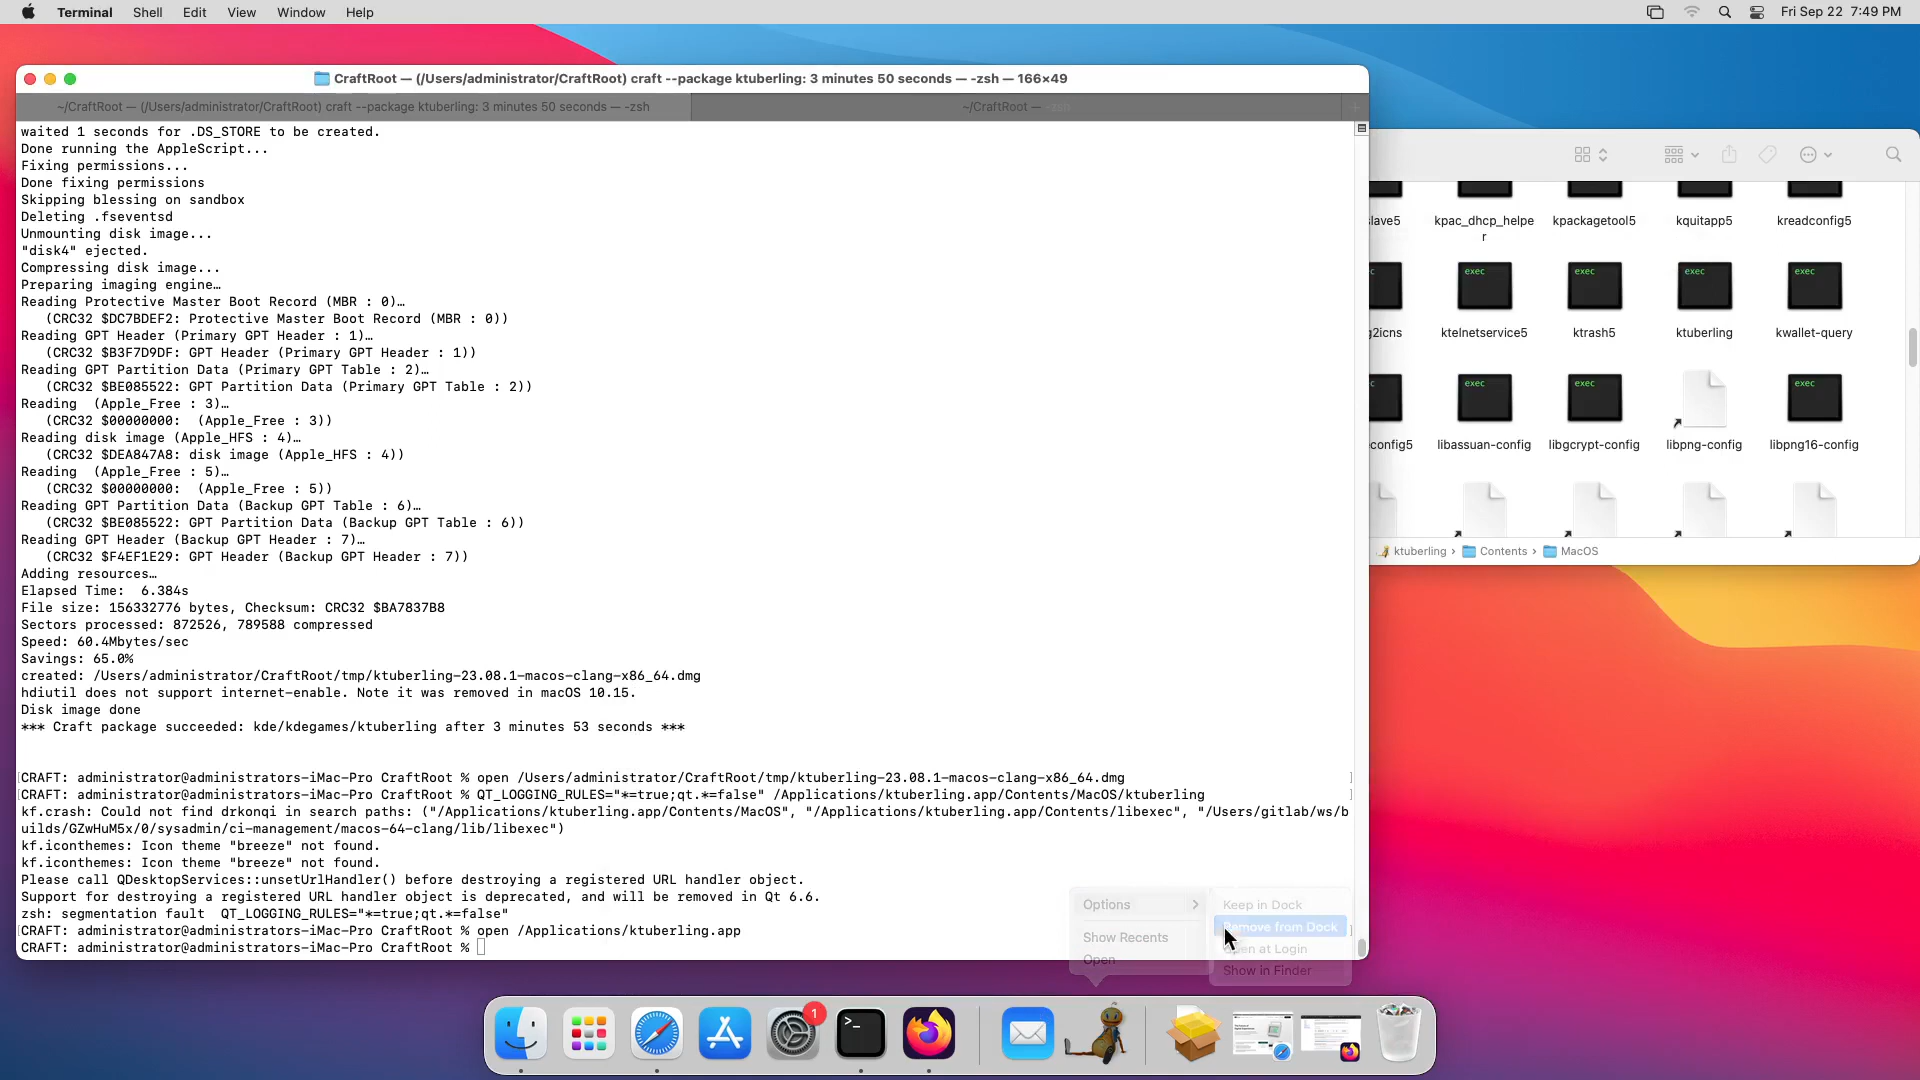 Terminal Shell Edit View Window Help
Fri Sep 22 7:49 PM
CraftRoot — (/Users/administrator/CraftRoot) craft --package ktuberling: 3 minutes 50 seconds — -zsh — 166×49
~/CraftRoot — (/Users/administrator/CraftRoot) craft --package ktuberling: 3 minutes 50 seconds — -zsh
~/CraftRoot — -zsh
waited 1 seconds for .DS_STORE to be created.
Done running the AppleScript...
Fixing permissions...
Done fixing permissions
Skipping blessing on sandbox
Deleting .fseventsd
Unmounting disk image...
"disk4" ejected.
Compressing disk image...
Preparing imaging engine…
Reading Protective Master Boot Record (MBR : 0)…
(CRC32 $DC7BDEF2: Protective Master Boot Record (MBR : 0))
Reading GPT Header (Primary GPT Header : 1)…
(CRC32 $B3F7D9DF: GPT Header (Primary GPT Header : 1))
Reading GPT Partition Data (Primary GPT Table : 2)…
(CRC32 $BE085522: GPT Partition Data (Primary GPT Table : 2))
Reading (Apple_Free : 3)…
(CRC32 $00000000: (Apple_Free : 3))
Reading disk image (Apple_HFS : 4)…
(CRC32 $DEA847A8: disk image (Apple_HFS : 4))
Reading (Apple_Free : 5)…
(CRC32 $00000000: (Apple_Free : 5))
Reading GPT Partition Data (Backup GPT Table : 6)…
(CRC32 $BE085522: GPT Partition Data (Backup GPT Table : 6))
Reading GPT Header (Backup GPT Header : 7)…
(CRC32 $F4EF1E29: GPT Header (Backup GPT Header : 7))
Adding resources…
Elapsed Time: 6.384s
File size: 156332776 bytes, Checksum: CRC32 $BA7837B8
Sectors processed: 872526, 789588 compressed
Speed: 60.4Mbytes/sec
Savings: 65.0%
created: /Users/administrator/CraftRoot/tmp/ktuberling-23.08.1-macos-clang-x86_64.dmg
hdiutil does not support internet-enable. Note it was removed in macOS 10.15.
Disk image done
*** Craft package succeeded: kde/kdegames/ktuberling after 3 minutes 53 seconds ***
[CRAFT: administrator@administrators-iMac-Pro CraftRoot % open /Users/administrator/CraftRoot/tmp/ktuberling-23.08.1-macos-clang-x86_64.dmg ]
[CRAFT: administrator@administrators-iMac-Pro CraftRoot % QT_LOGGING_RULES="*=true;qt.*=false" /Applications/ktuberling.app/Contents/MacOS/ktuberling ]
kf.crash: Could not find drkonqi in search paths: ("/Applications/ktuberling.app/Contents/MacOS", "/Applications/ktuberling.app/Contents/libexec", "/Users/gitlab/ws/b
uilds/GZwHuM5x/0/sysadmin/ci-management/macos-64-clang/lib/libexec")
kf.iconthemes: Icon theme "breeze" not found.
kf.iconthemes: Icon theme "breeze" not found.
Please call QDesktopServices::unsetUrlHandler() before destroying a registered URL handler object.
Support for destroying a registered URL handler object is deprecated, and will be removed in Qt 6.6.
zsh: segmentation fault QT_LOGGING_RULES="*=true;qt.*=false"
[CRAFT: administrator@administrators-iMac-Pro CraftRoot % open /Applications/ktuberling.app ]
CRAFT: administrator@administrators-iMac-Pro CraftRoot %
lave5 kpac_dhcp_helpe kpackagetool5 kquitapp5 kreadconfig5
r
exec exec exec exec
g2icns ktelnetservice5 ktrash5 ktuberling kwallet-query
exec exec exec
config5 libassuan-config libgcrypt-config libpng-config libpng16-config
ktuberling › Contents › MacOS
Options
Show Recents
Open
Keep in Dock
Remove from Dock
Open at Login
Show in Finder
1
>_